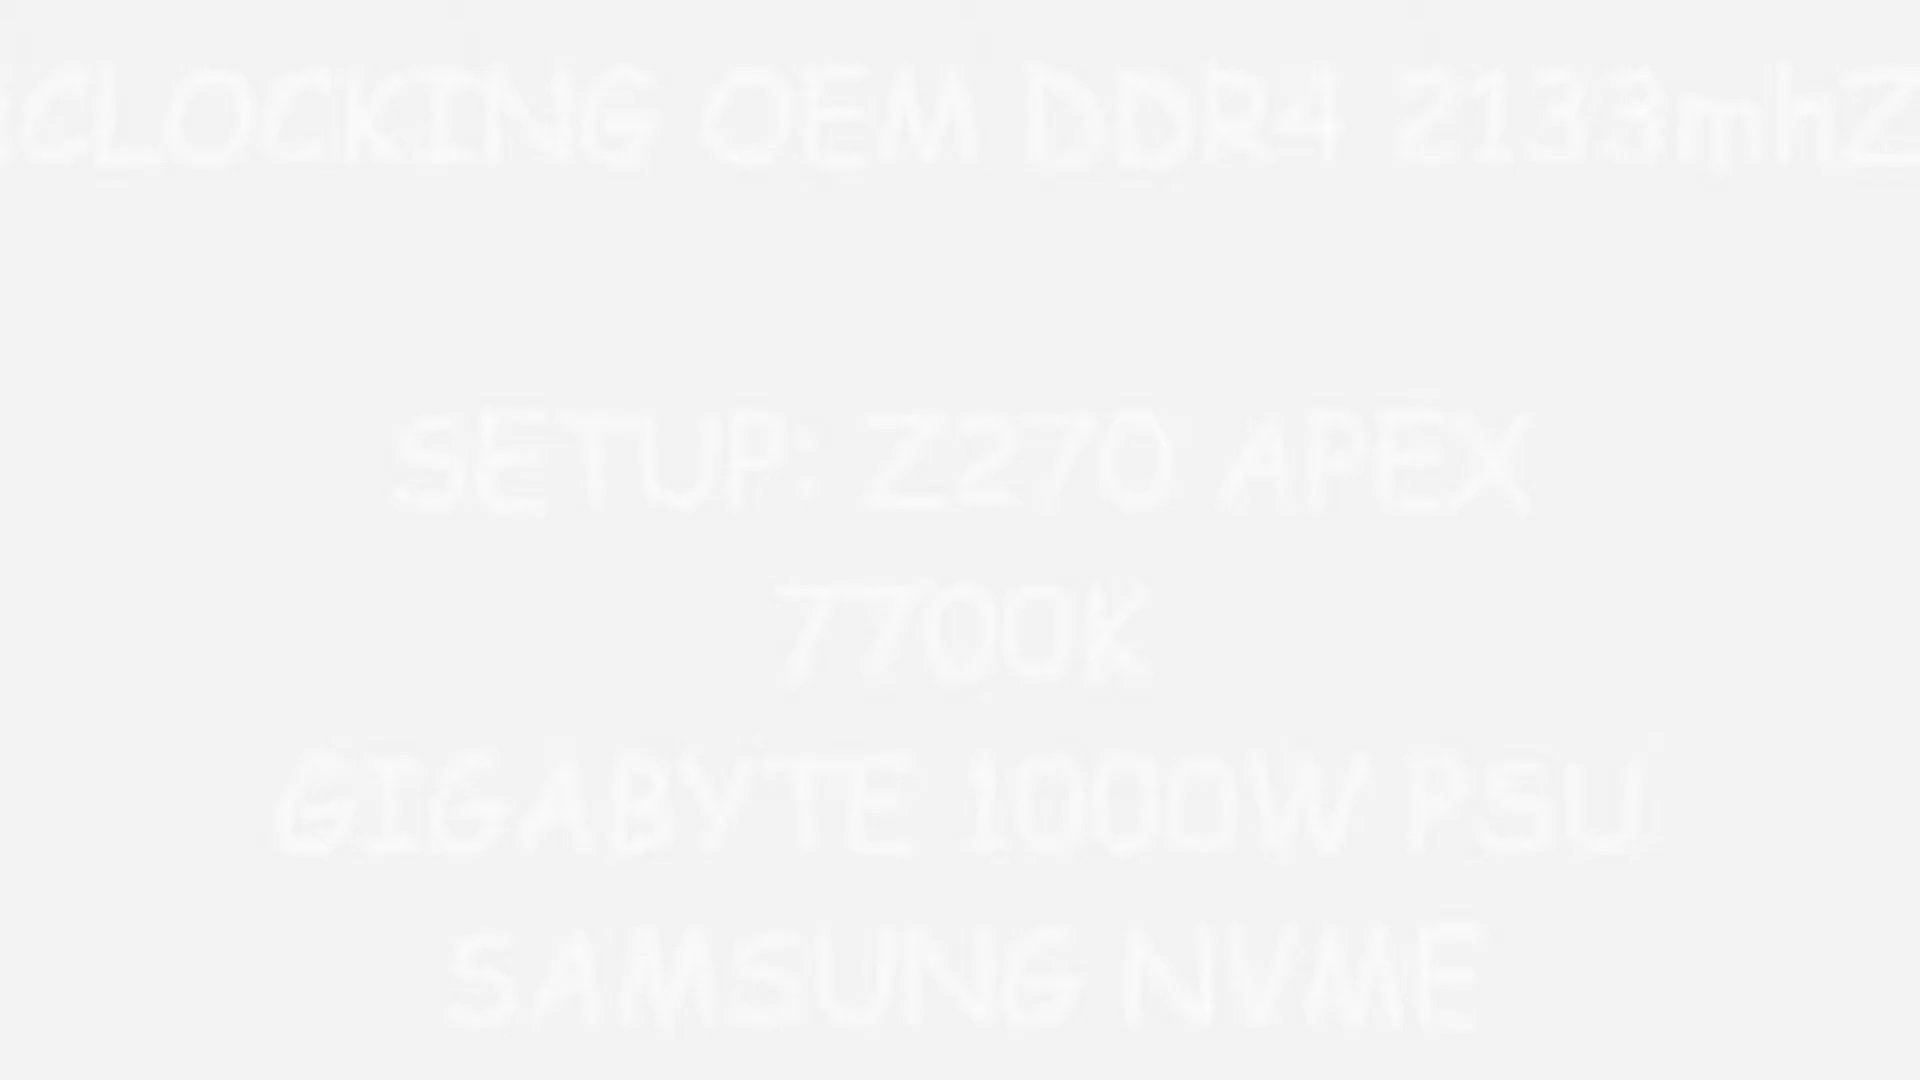 CLOCKING OEM DDR4 2133mhZ
SETUP: Z270 APEX
7700K
GIGABYTE 1000W PSU
SAMSUNG NVME